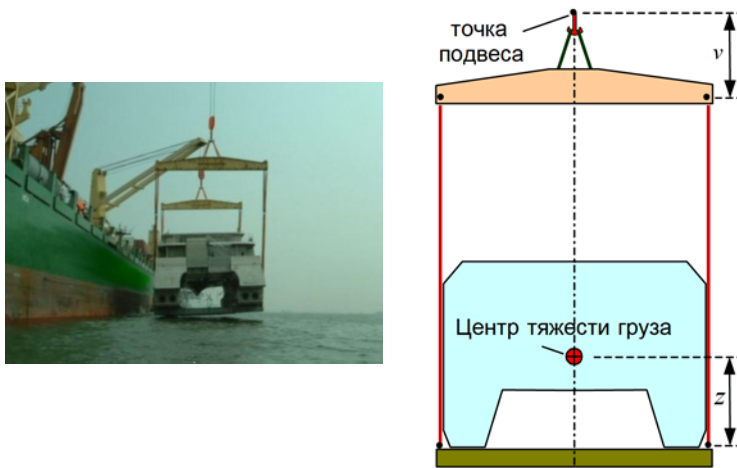 точка
подвеса
v
Центр тяжести груза
z